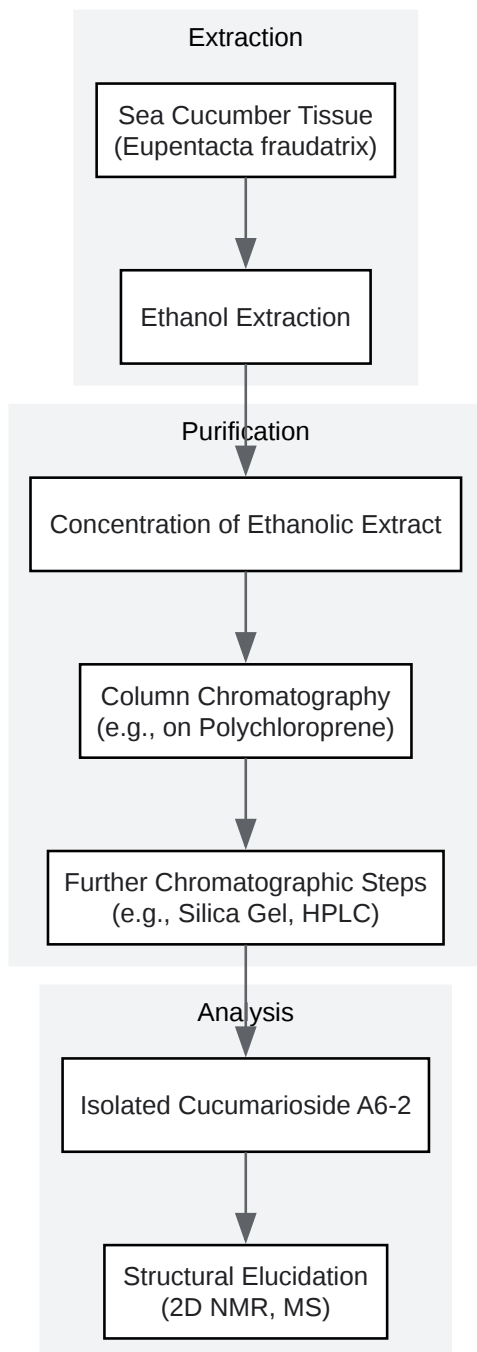 Extraction
Sea Cucumber Tissue
(Eupentacta fraudatrix)
Ethanol Extraction
Purification
Concentration of Ethanolic Extract
Column Chromatography
(e.g., on Polychloroprene)
Further Chromatographic Steps
(e.g., Silica Gel, HPLC)
Analysis
Isolated Cucumarioside A6-2
Structural Elucidation
(2D NMR, MS)